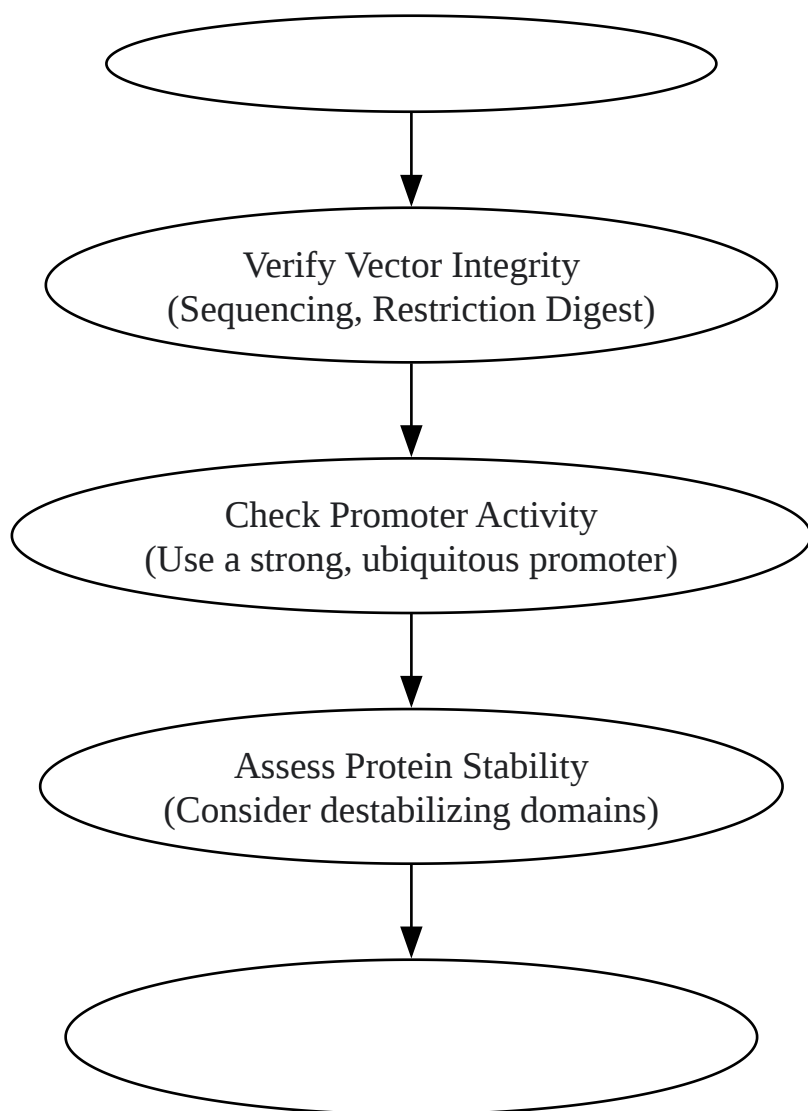 Verify Vector Integrity
(Sequencing, Restriction Digest)
Check Promoter Activity
(Use a strong, ubiquitous promoter)
Assess Protein Stability
(Consider destabilizing domains)